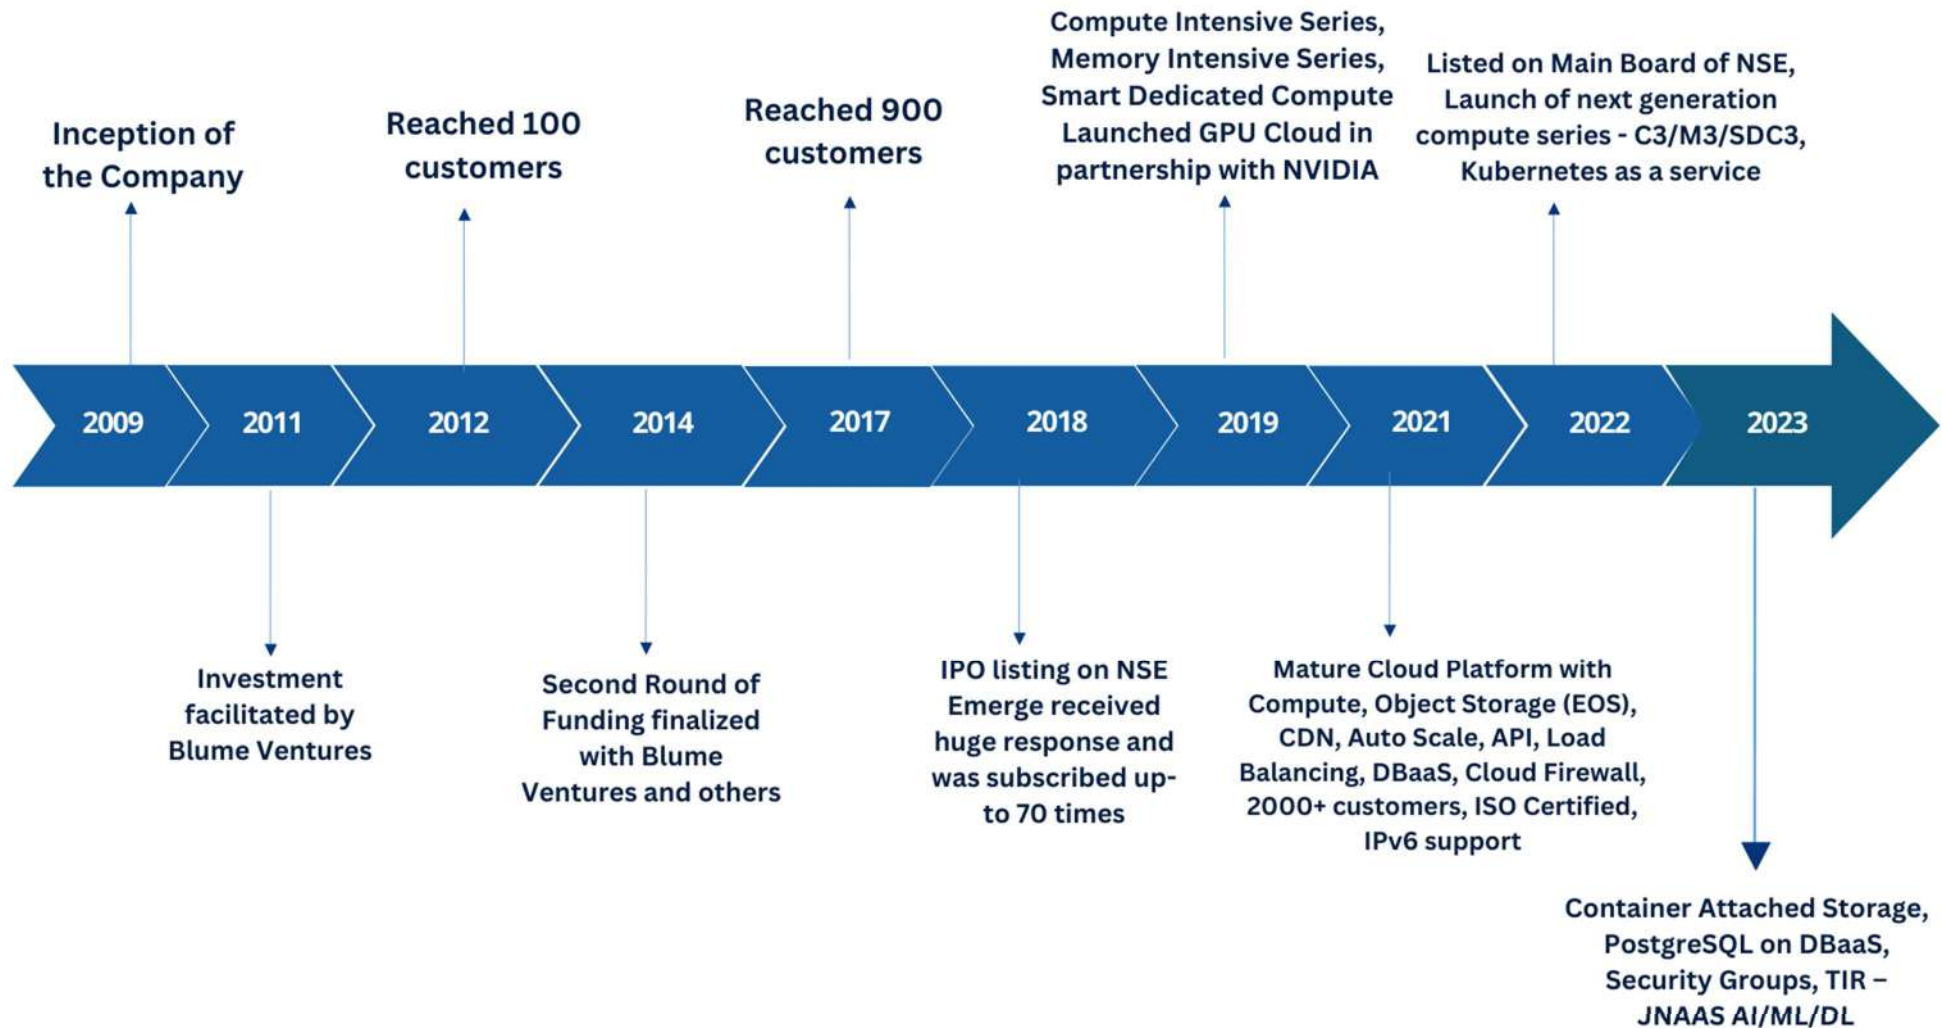 Inception of
the Company
Reached 100
customers
Reached 900
customers
Compute Intensive Series,
Memory Intensive Series,
Smart Dedicated Compute
Launched GPU Cloud in
partnership with NVIDIA
Listed on Main Board of NSE,
Launch of next generation
compute series - C3/M3/SDC3,
Kubernetes as a service
2009
2011
2012
2014
2017
2018
2019
2021
2022
2023
Investment
facilitated by
Blume Ventures
Second Round of
Funding finalized
with Blume
Ventures and others
IPO listing on NSE
Emerge received
huge response and
was subscribed up-
to 70 times
Mature Cloud Platform with
Compute, Object Storage (EOS),
CDN, Auto Scale, API, Load
Balancing, DBaaS, Cloud Firewall,
2000+ customers, ISO Certified,
IPv6 support
Container Attached Storage,
PostgreSQL on DBaaS,
Security Groups, TIR –
JNAAS AI/ML/DL